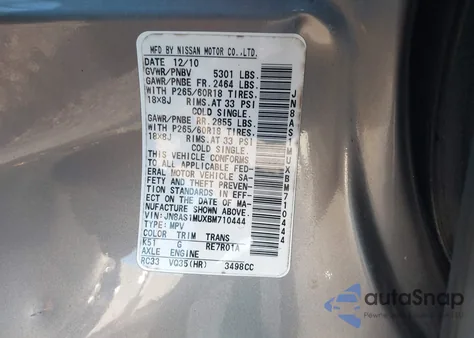 MFD BY NISSAN MOTOR CO.,LTD.
DATE 12/10
GVWR/PNBV 5301 LBS.
GAWR/PNBE FR. 2464 LBS.
WITH P265/60R18 TIRES,
18X8J RIMS, AT 33 PSI
COLD SINGLE.
GAWR/PNBE RR. 2955 LBS.
WITH P265/60R18 TIRES,
18X8J RIMS, AT 33 PSI
COLD SINGLE.
THIS VEHICLE CONFORMS
TO ALL APPLICABLE FED-
ERAL MOTOR VEHICLE SA-
FETY AND THEFT PREVEN-
TION STANDARDS IN EFF-
ECT ON THE DATE OF MA-
NUFACTURE SHOWN ABOVE.
VIN: JN8AS1MUXBM710444
TYPE: MPV
COLOR TRIM TRANS
K51 G RE7R01A
AXLE ENGINE
RC33 VQ35(HR) 3498CC
JN8AS1MUXBM710444
autoSnap